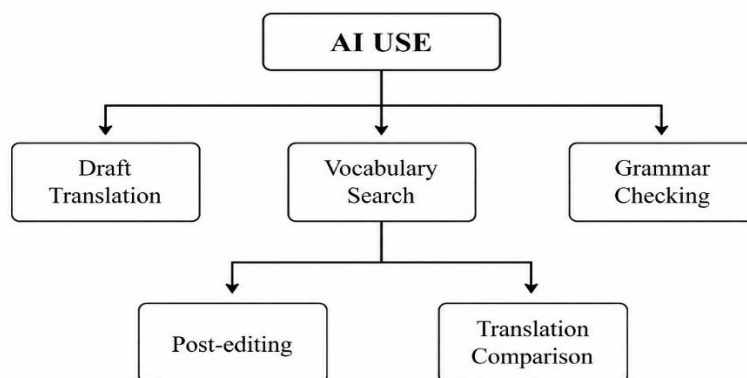 AI USE
Draft
Translation
Vocabulary
Search
Grammar
Checking
Post-editing
Translation
Comparison